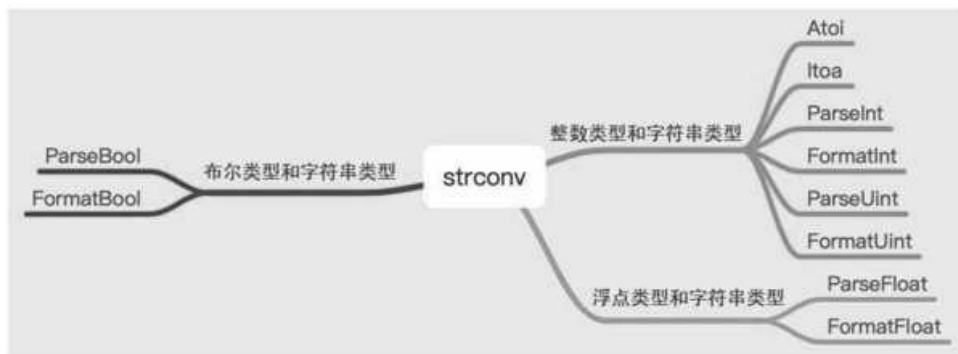 strconv
布尔类型和字符串类型
ParseBool
FormatBool
整数类型和字符串类型
Atoi
Itoa
ParseInt
FormatInt
ParseUint
FormatUint
浮点类型和字符串类型
ParseFloat
FormatFloat